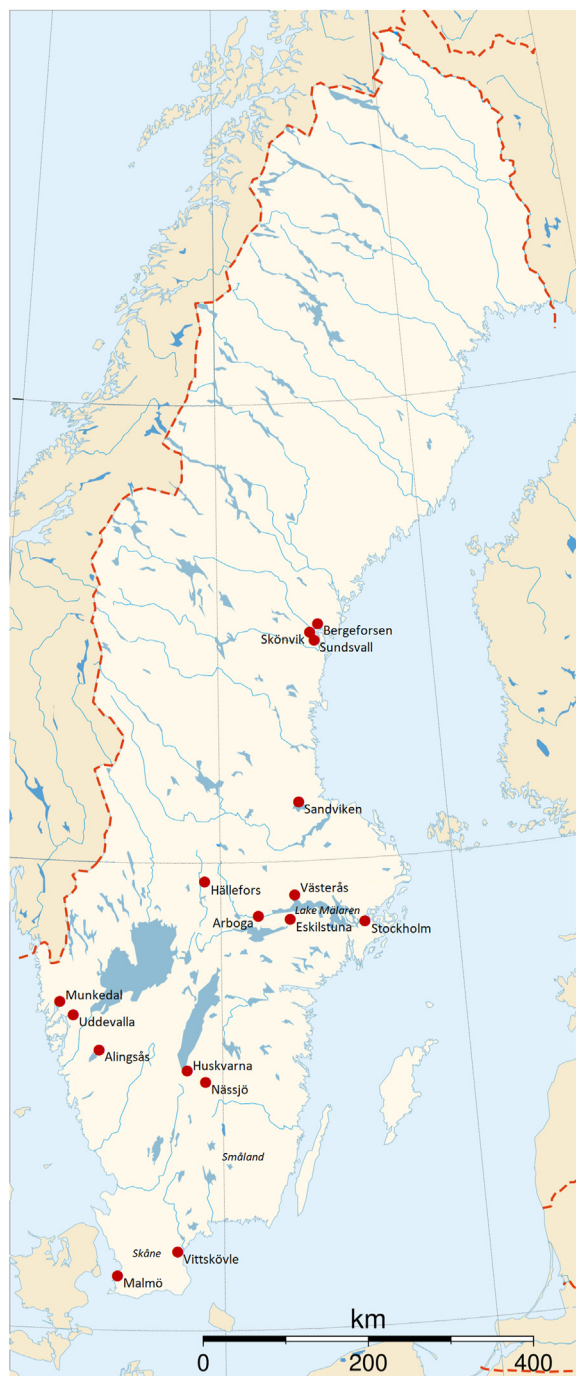 Bergeforsen
Skönvik
Sundsvall
Sandviken
Hällefors
Västerås
Lake Mälaren
Arboga
Eskilstuna
Stockholm
Munkedal
Uddevalla
Alingsås
Huskvarna
Nässjö
Småland
Skåne
Vittskövle
Malmö
km
0 200 400